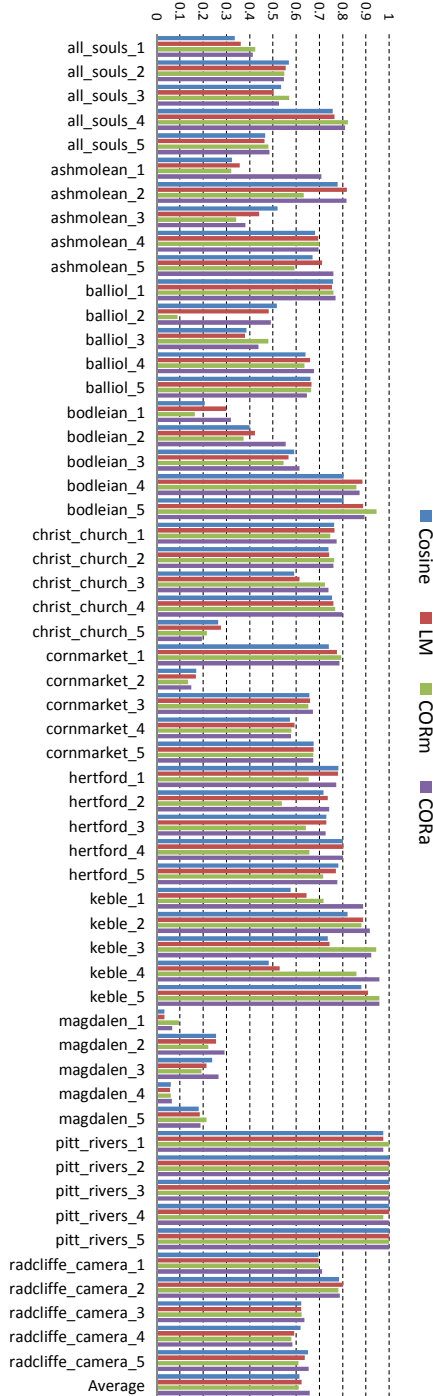 0 0.1 0.2 0.3 0.4 0.5 0.6 0.7 0.8 0.9 1
all_souls_1
all_souls_2
all_souls_3
all_souls_4
all_souls_5
ashmolean_1
ashmolean_2
ashmolean_3
ashmolean_4
ashmolean_5
balliol_1
balliol_2
balliol_3
balliol_4
balliol_5
bodleian_1
bodleian_2
bodleian_3
bodleian_4
bodleian_5
christ_church_1
christ_church_2
christ_church_3
christ_church_4
christ_church_5
cornmarket_1
cornmarket_2
cornmarket_3
cornmarket_4
cornmarket_5
hertford_1
hertford_2
hertford_3
hertford_4
hertford_5
keble_1
keble_2
keble_3
keble_4
keble_5
magdalen_1
magdalen_2
magdalen_3
magdalen_4
magdalen_5
pitt_rivers_1
pitt_rivers_2
pitt_rivers_3
pitt_rivers_4
pitt_rivers_5
radcliffe_camera_1
radcliffe_camera_2
radcliffe_camera_3
radcliffe_camera_4
radcliffe_camera_5
Average
Cosine LM CORm CORa